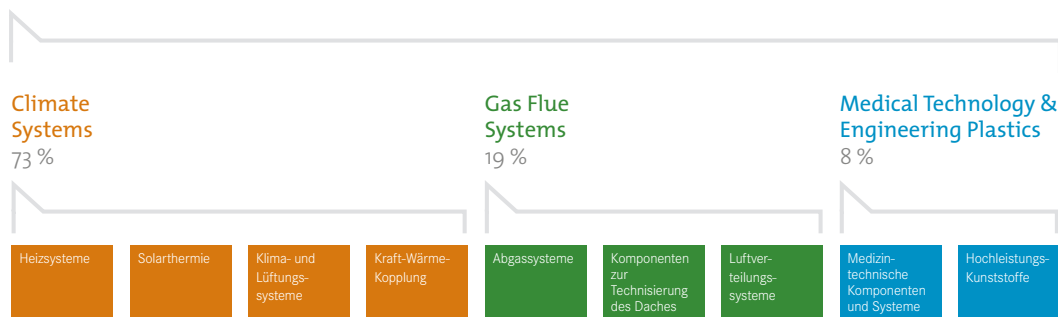 Climate
Systems
73 %
Gas Flue
Systems
19 %
Medical Technology &
Engineering Plastics
8 %
Heizsysteme
Solarthermie
Klima- und
Lüftungs-
systeme
Kraft-Wärme-
Kopplung
Abgassysteme
Komponenten
zur
Technisierung
des Daches
Luftver-
teilungs-
systeme
Medizin-
technische
Komponenten
und Systeme
Hochleistungs-
Kunststoffe